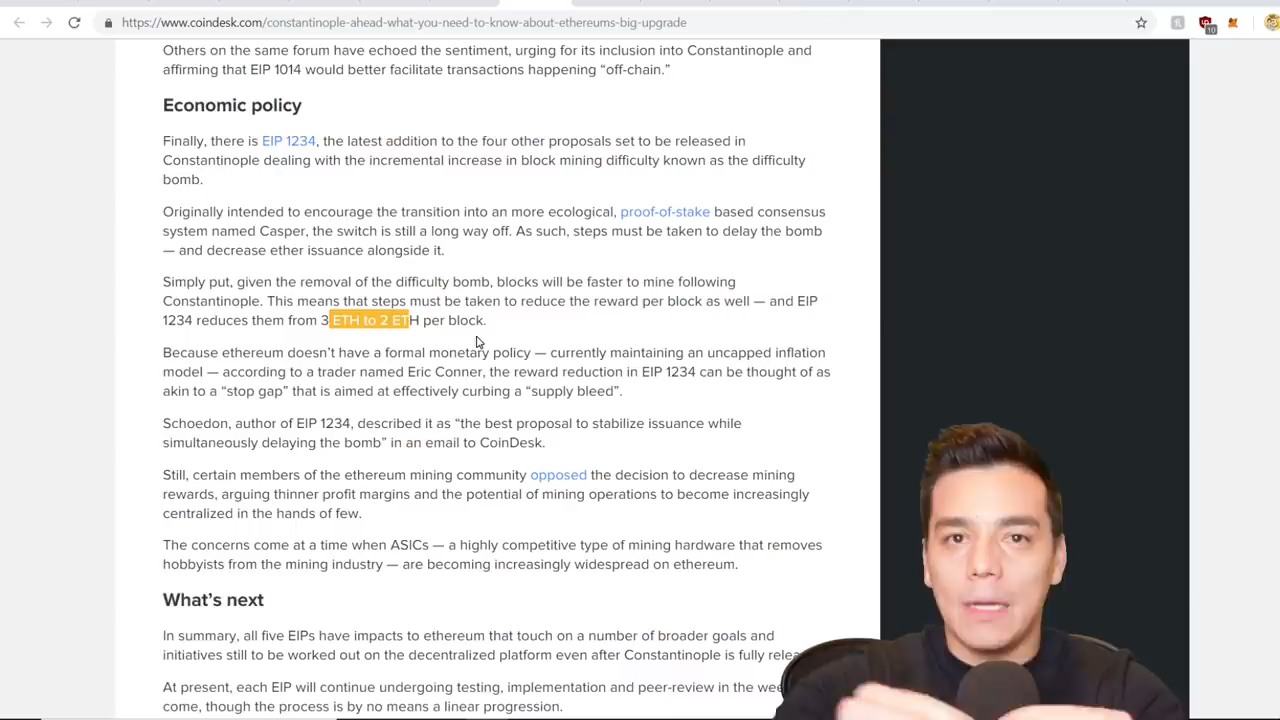 https://www.coindesk.com/constantinople-ahead-what-you-need-to-know-about-ethereums-big-upgrade
10
Others on the same forum have echoed the sentiment, urging for its inclusion into Constantinople and
affirming that EIP 1014 would better facilitate transactions happening “off-chain.”
Economic policy
Finally, there is EIP 1234, the latest addition to the four other proposals set to be released in
Constantinople dealing with the incremental increase in block mining difficulty known as the difficulty
bomb.
Originally intended to encourage the transition into an more ecological, proof-of-stake based consensus
system named Casper, the switch is still a long way off. As such, steps must be taken to delay the bomb
— and decrease ether issuance alongside it.
Simply put, given the removal of the difficulty bomb, blocks will be faster to mine following
Constantinople. This means that steps must be taken to reduce the reward per block as well — and EIP
1234 reduces them from 3 ETH to 2 ETH per block.
Because ethereum doesn’t have a formal monetary policy — currently maintaining an uncapped inflation
model — according to a trader named Eric Conner, the reward reduction in EIP 1234 can be thought of as
akin to a “stop gap” that is aimed at effectively curbing a “supply bleed”.
Schoedon, author of EIP 1234, described it as “the best proposal to stabilize issuance while
simultaneously delaying the bomb” in an email to CoinDesk.
Still, certain members of the ethereum mining community opposed the decision to decrease mining
rewards, arguing thinner profit margins and the potential of mining operations to become increasingly
centralized in the hands of few.
The concerns come at a time when ASICs — a highly competitive type of mining hardware that removes
hobbyists from the mining industry — are becoming increasingly widespread on ethereum.
What’s next
In summary, all five EIPs have impacts to ethereum that touch on a number of broader goals and
initiatives still to be worked out on the decentralized platform even after Constantinople is fully
At present, each EIP will continue undergoing testing, implementation and peer-review in the
come, though the process is by no means a linear progression.